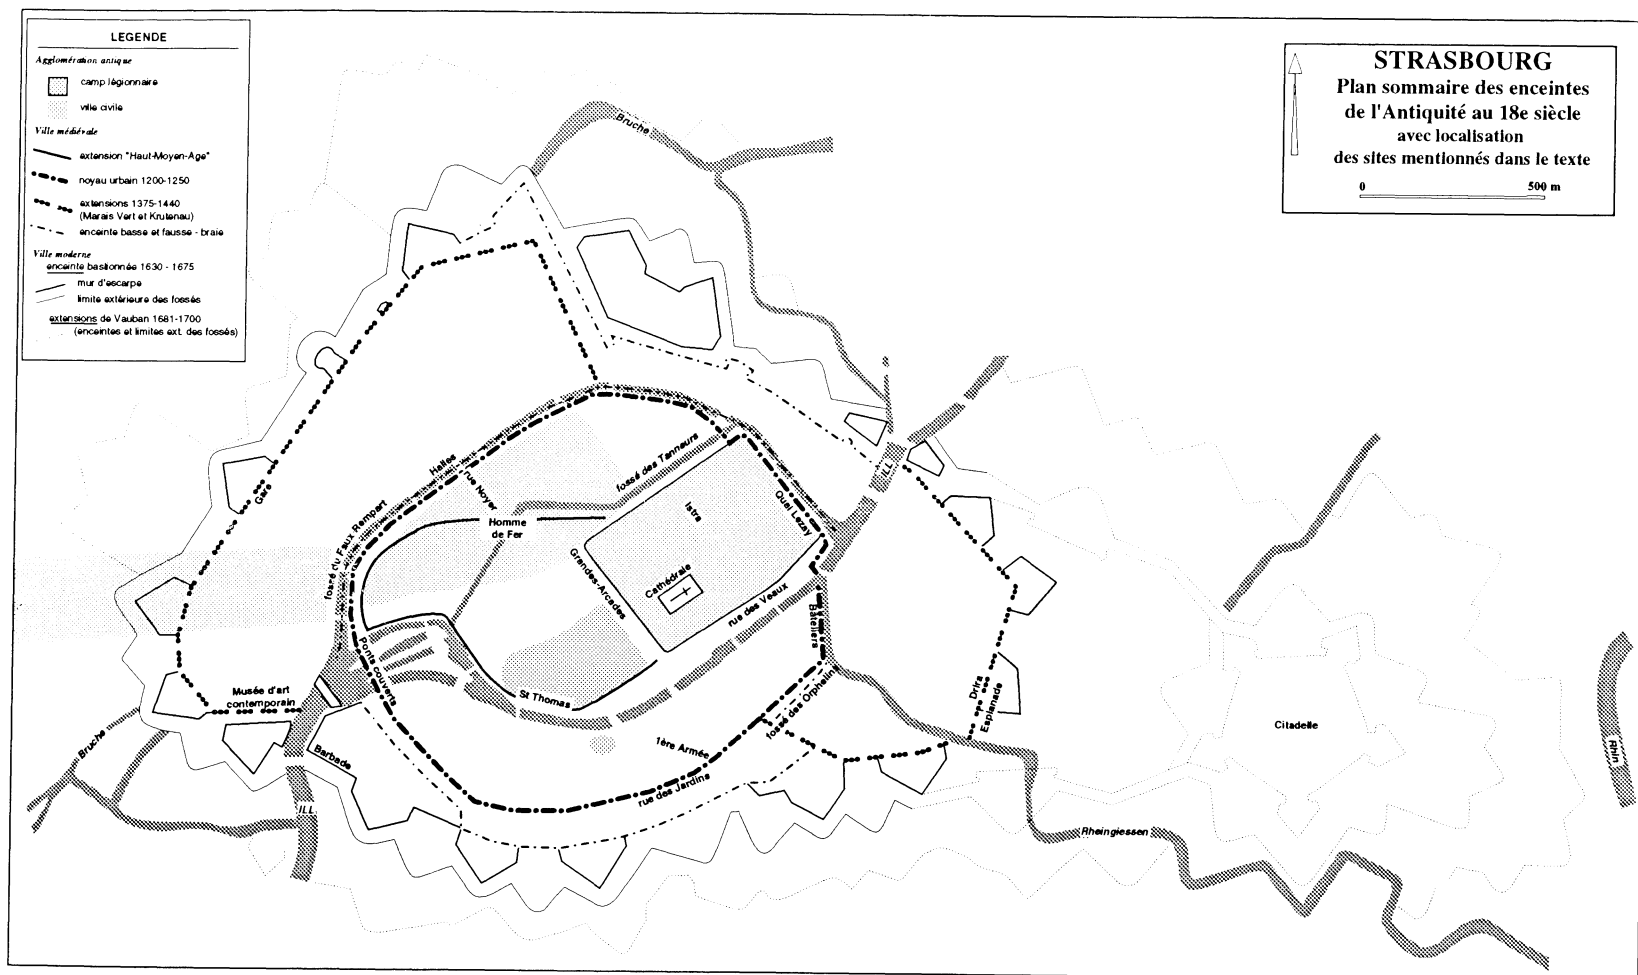 LEGENDE
Agglomération antique
camp légionnaire
ville civile
Ville médiévale
extension "Haut-Moyen-Age"
noyau urbain 1200-1250
extensions 1375-1440
(Marais Vert et Krutenau)
enceinte basse et fausse - braie
Ville moderne
enceinte bastionnée 1630 - 1675
mur d'escarpe
limite extérieure des fossés
extensions de Vauban 1681-1700
(enceintes et limites ext. des fossés)
STRASBOURG
Plan sommaire des enceintes
de l'Antiquité au 18e siècle
avec localisation
des sites mentionnés dans le texte
0 500 m
Bruche
Halles
rue Noyer
fossé des Tanneurs
Gare
fossé du Faux Rempart
Homme
de Fer
Istra
Quai Lezay
ILL
Grandes-Arcades
Cathédrale
rue des Veaux
Bateliers
Ponts couverts
St Thomas
fossé des Orphelins
Drira
Esplanade
Musée d'art
contemporain
Bruche
Barbade
1ère Armée
rue des Jardins
ILL
Citadelle
Rhin
Rheingiessen